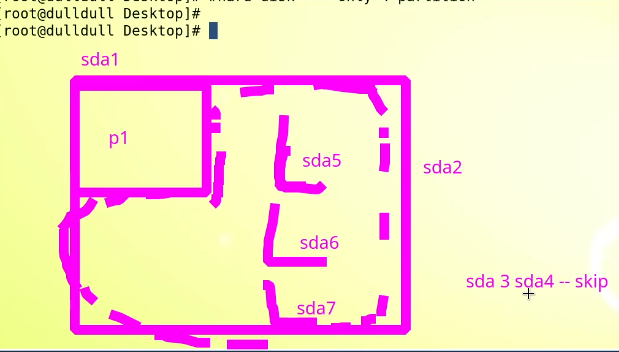 [root@dulldull Desktop]#
[root@dulldull Desktop]#
sda1
p1
sda5
sda2
sda6
sda 3 sda4 -- skip
sda7